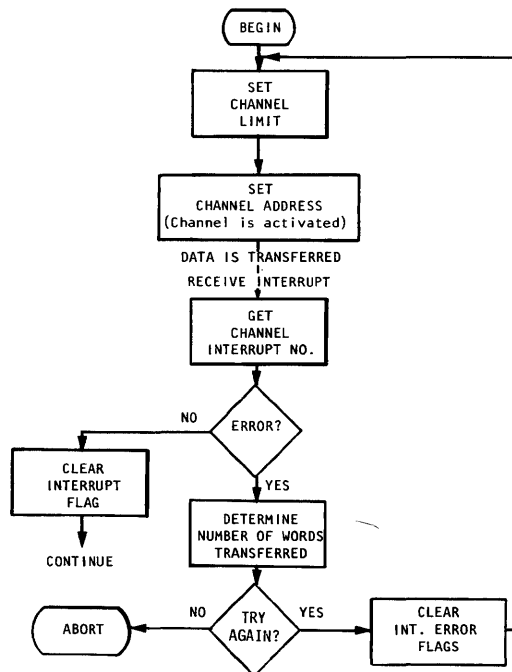 BEGIN
SET
CHANNEL
LIMIT
SET
CHANNEL ADDRESS
(Channel is activated)
DATA IS TRANSFERRED
RECEIVE INTERRUPT
GET
CHANNEL
INTERRUPT NO.
NO
ERROR?
CLEAR
INTERRUPT
FLAG
YES
CONTINUE
DETERMINE
NUMBER OF WORDS
TRANSFERRED
ABORT
NO
TRY
AGAIN?
YES
CLEAR
INT. ERROR
FLAGS